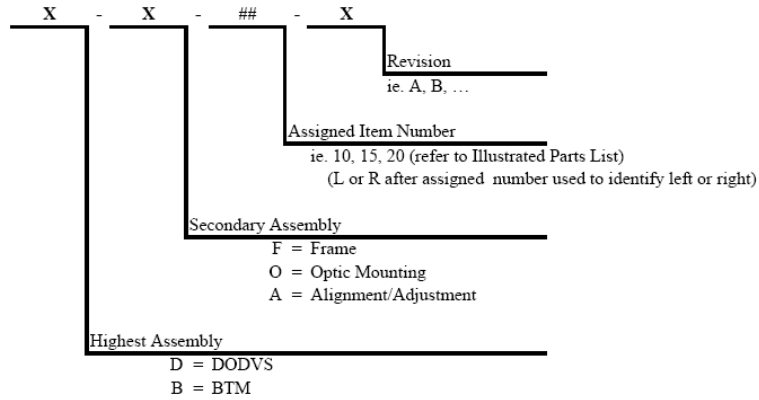 X - X - ## - X
Revision
ie. A, B, …
Assigned Item Number
ie. 10, 15, 20 (refer to Illustrated Parts List)
(L or R after assigned number used to identify left or right)
Secondary Assembly
F = Frame
O = Optic Mounting
A = Alignment/Adjustment
Highest Assembly
D = DODVS
B = BTM